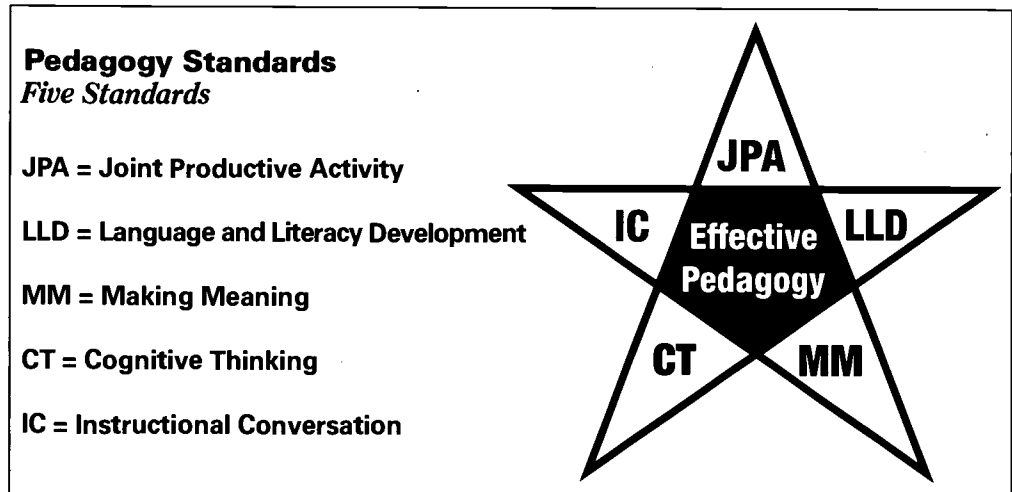 Pedagogy Standards
Five Standards
JPA = Joint Productive Activity
LLD = Language and Literacy Development
MM = Making Meaning
CT = Cognitive Thinking
IC = Instructional Conversation
JPA
IC
Effective
Pedagogy
LLD
CT
MM